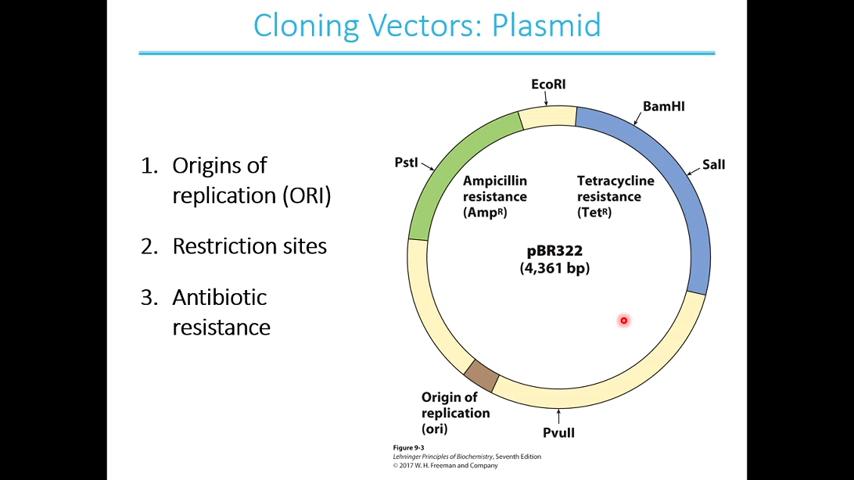 Cloning Vectors: Plasmid
1. Origins of
replication (ORI)
2. Restriction sites
3. Antibiotic
resistance
EcoRI
BamHI
SalI
PstI
Ampicillin
resistance
(AmpR)
Tetracycline
resistance
(TetR)
pBR322
(4,361 bp)
Origin of
replication
(ori)
PvuII
Figure 9-3
Lehninger Principles of Biochemistry, Seventh Edition
© 2017 W. H. Freeman and Company